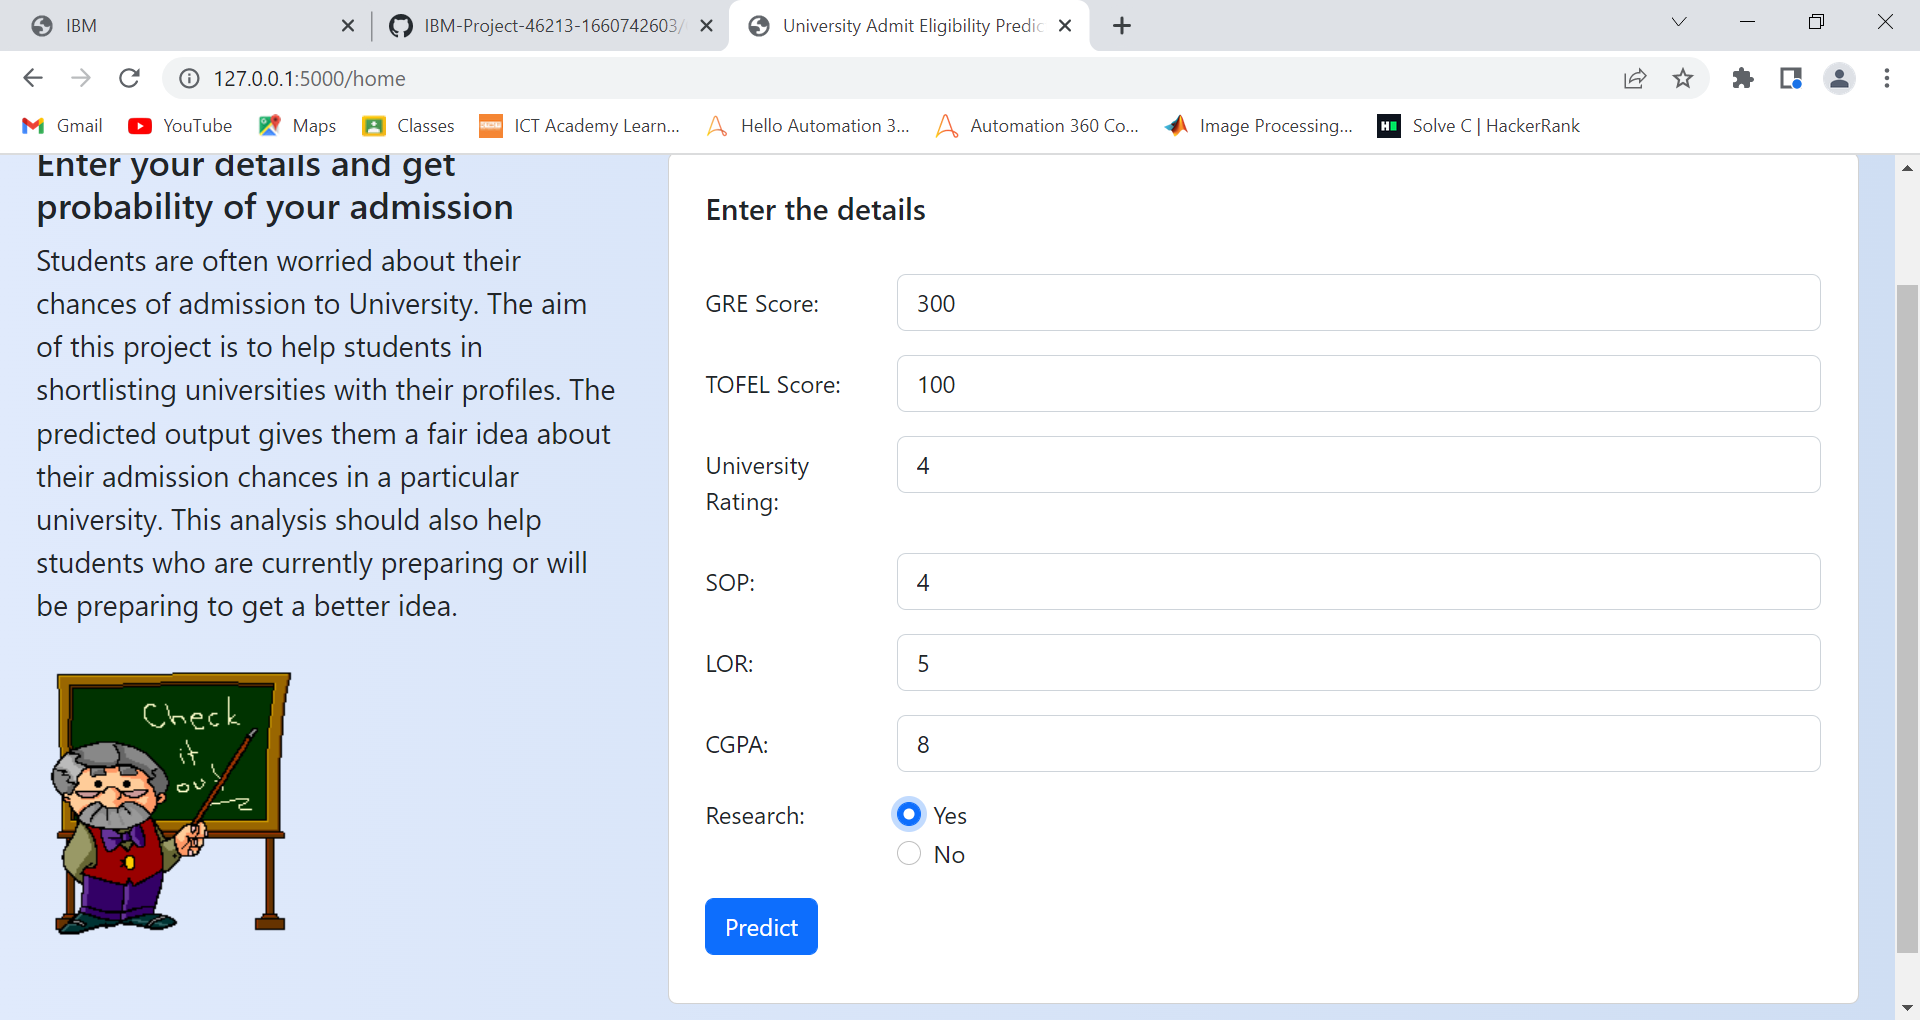 IBM
IBM-Project-46213-1660742603/
University Admit Eligibility Predic
127.0.0.1:5000/home
Gmail
YouTube
Maps
Classes
ICT Academy Learn...
Hello Automation 3...
Automation 360 Co...
Image Processing...
Solve C | HackerRank
Enter your details and get
probability of your admission
Students are often worried about their
chances of admission to University. The aim
of this project is to help students in
shortlisting universities with their profiles. The
predicted output gives them a fair idea about
their admission chances in a particular
university. This analysis should also help
students who are currently preparing or will
be preparing to get a better idea.
Check
it
out
Enter the details
GRE Score:
300
TOFEL Score:
100
University
Rating:
4
SOP:
4
LOR:
5
CGPA:
8
Research:
Yes
No
Predict